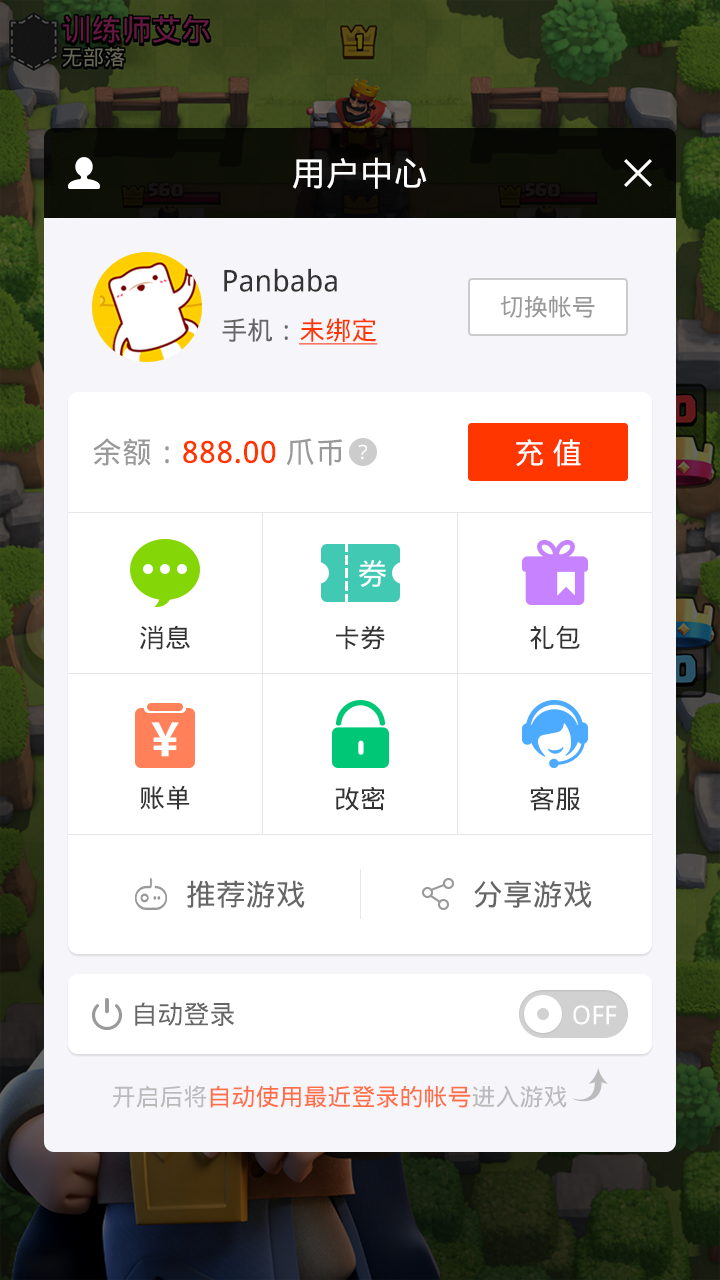 训练师艾尔
无部落
1
560
560
用户中心
Panbaba
手机：未绑定
切换帐号
余额：888.00 爪币 ?
充值
券
消息
卡券
礼包
¥
账单
改密
客服
推荐游戏
分享游戏
自动登录
OFF
开启后将自动使用最近登录的帐号进入游戏